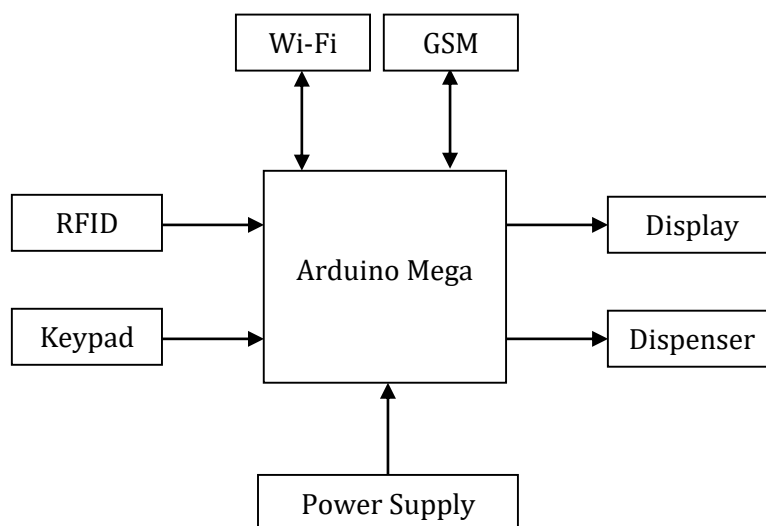 Wi-Fi
GSM
RFID
Display
Arduino Mega
Keypad
Dispenser
Power Supply